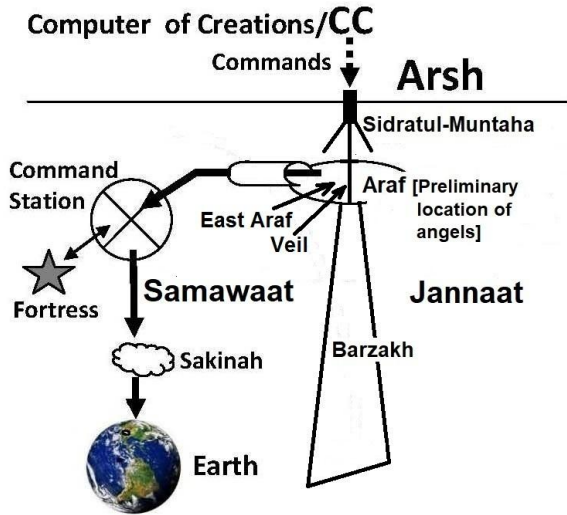 Computer of Creations/CC
Commands
Arsh
Sidratul-Muntaha
Command
Station
Araf [Preliminary
location of
angels]
East Araf
Veil
Fortress
Samawaat
Jannaat
Barzakh
Sakinah
Earth